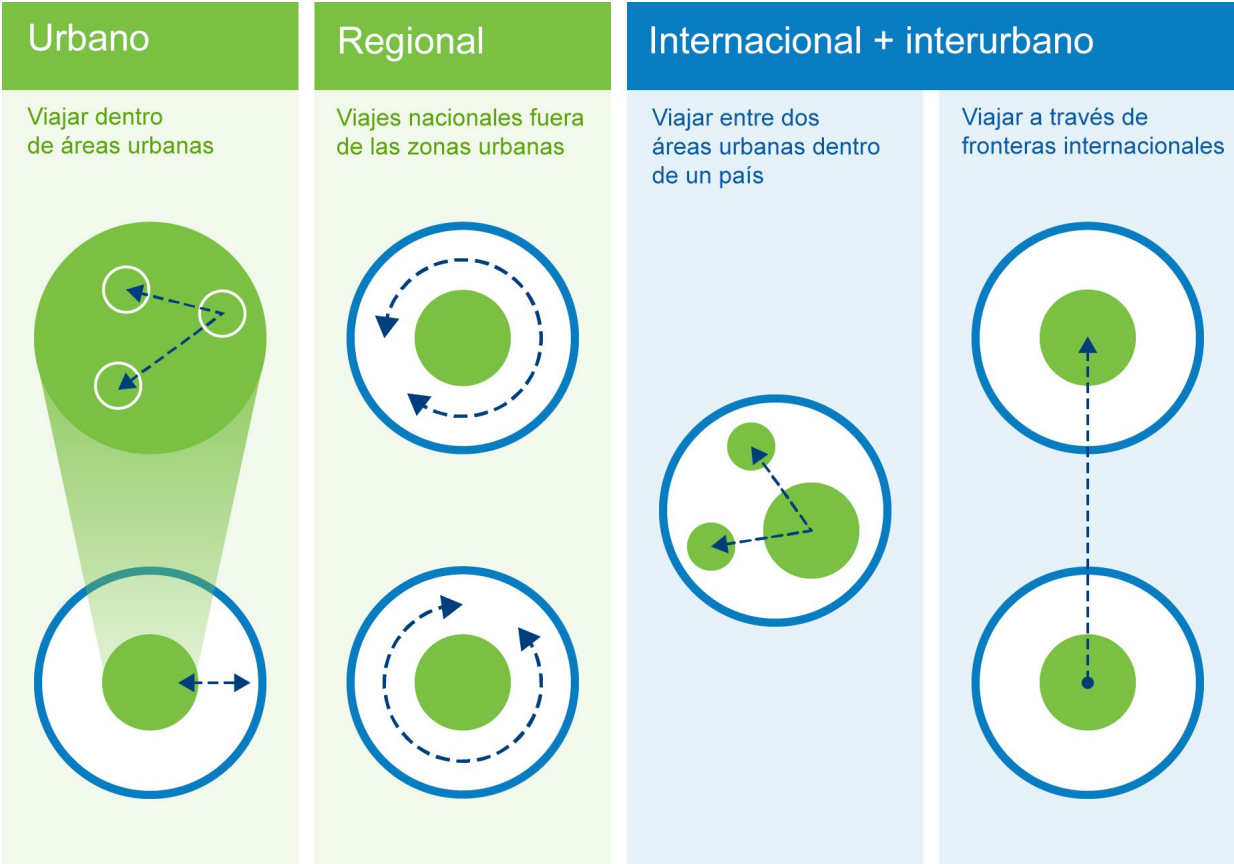 Urbano
Viajar dentro
de áreas urbanas
Regional
Viajes nacionales fuera
de las zonas urbanas
Internacional + interurbano
Viajar entre dos
áreas urbanas dentro
de un país
Viajar a través de
fronteras internacionales